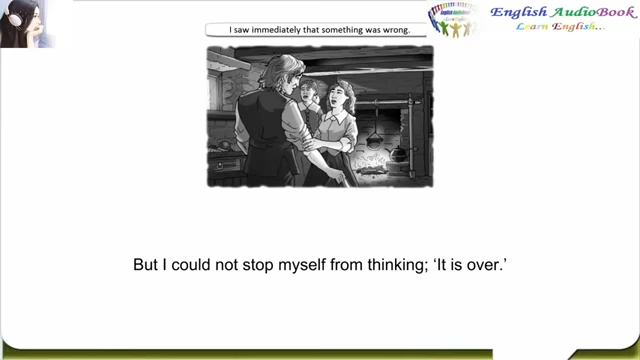 I saw immediately that something was wrong.
English AudioBook
Learn English...
But I could not stop myself from thinking; ‘It is over.’